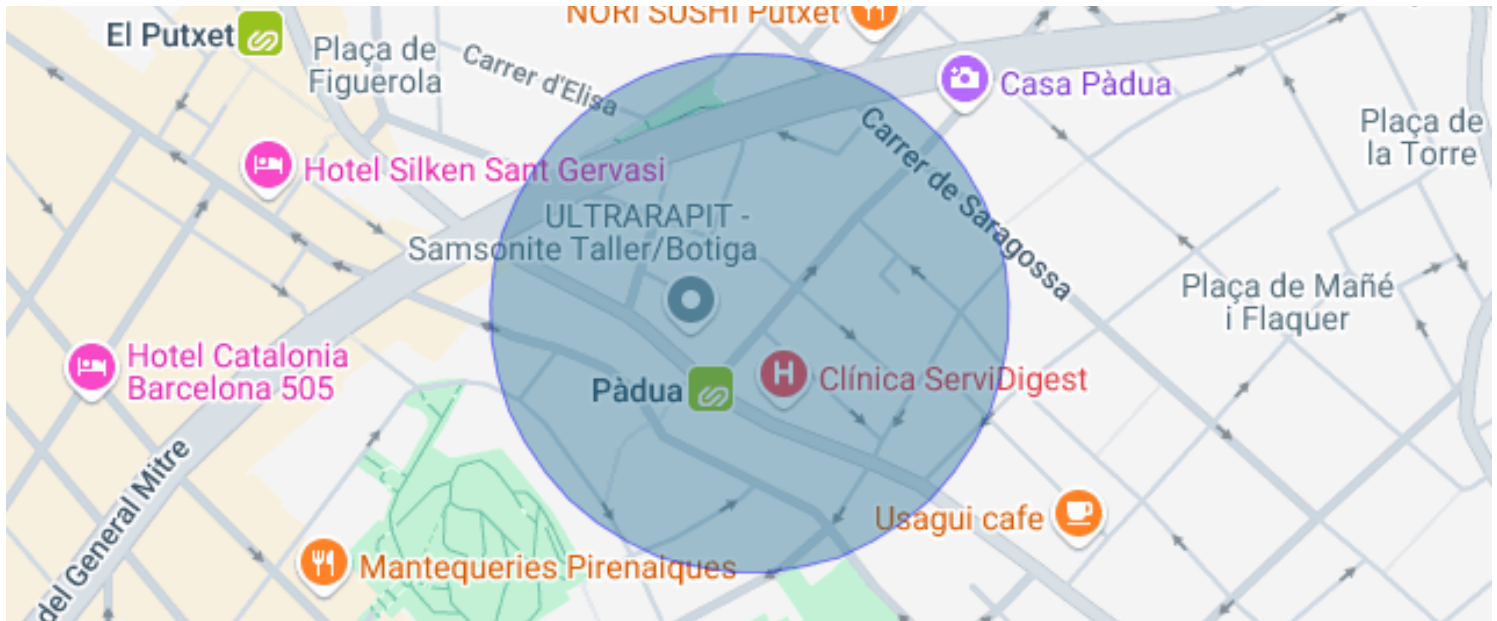 NORI SUSHI Putxet
El Putxet
Plaça de
Figuerola
Carrer d'Elisa
Casa Pàdua
Carrer de Saragossa
Plaça de
la Torre
Hotel Silken Sant Gervasi
ULTRARAPIT -
Samsonite Taller/Botiga
Plaça de Mañé
i Flaquer
Hotel Catalonia
Barcelona 505
Pàdua
H
Clínica ServiDigest
del General Mitre
Usagui cafe
Mantequeries Pirenaiques